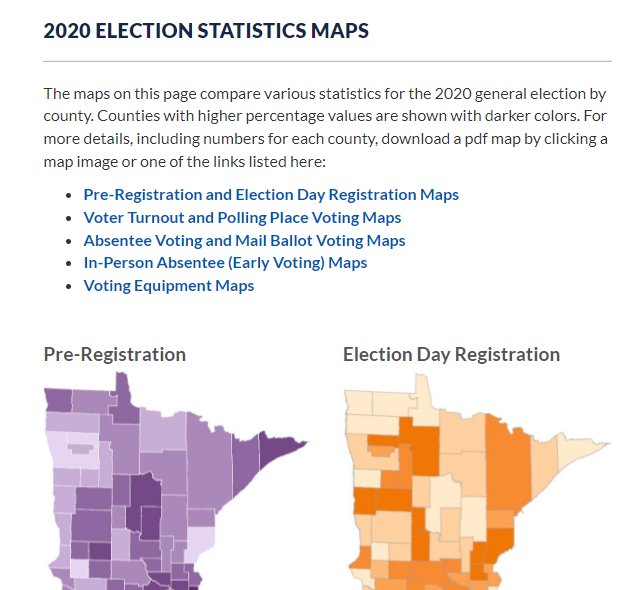 2020 ELECTION STATISTICS MAPS
The maps on this page compare various statistics for the 2020 general election by
county. Counties with higher percentage values are shown with darker colors. For
more details, including numbers for each county, download a pdf map by clicking a
map image or one of the links listed here:
• Pre-Registration and Election Day Registration Maps
• Voter Turnout and Polling Place Voting Maps
• Absentee Voting and Mail Ballot Voting Maps
• In-Person Absentee (Early Voting) Maps
• Voting Equipment Maps
Pre-Registration
Election Day Registration